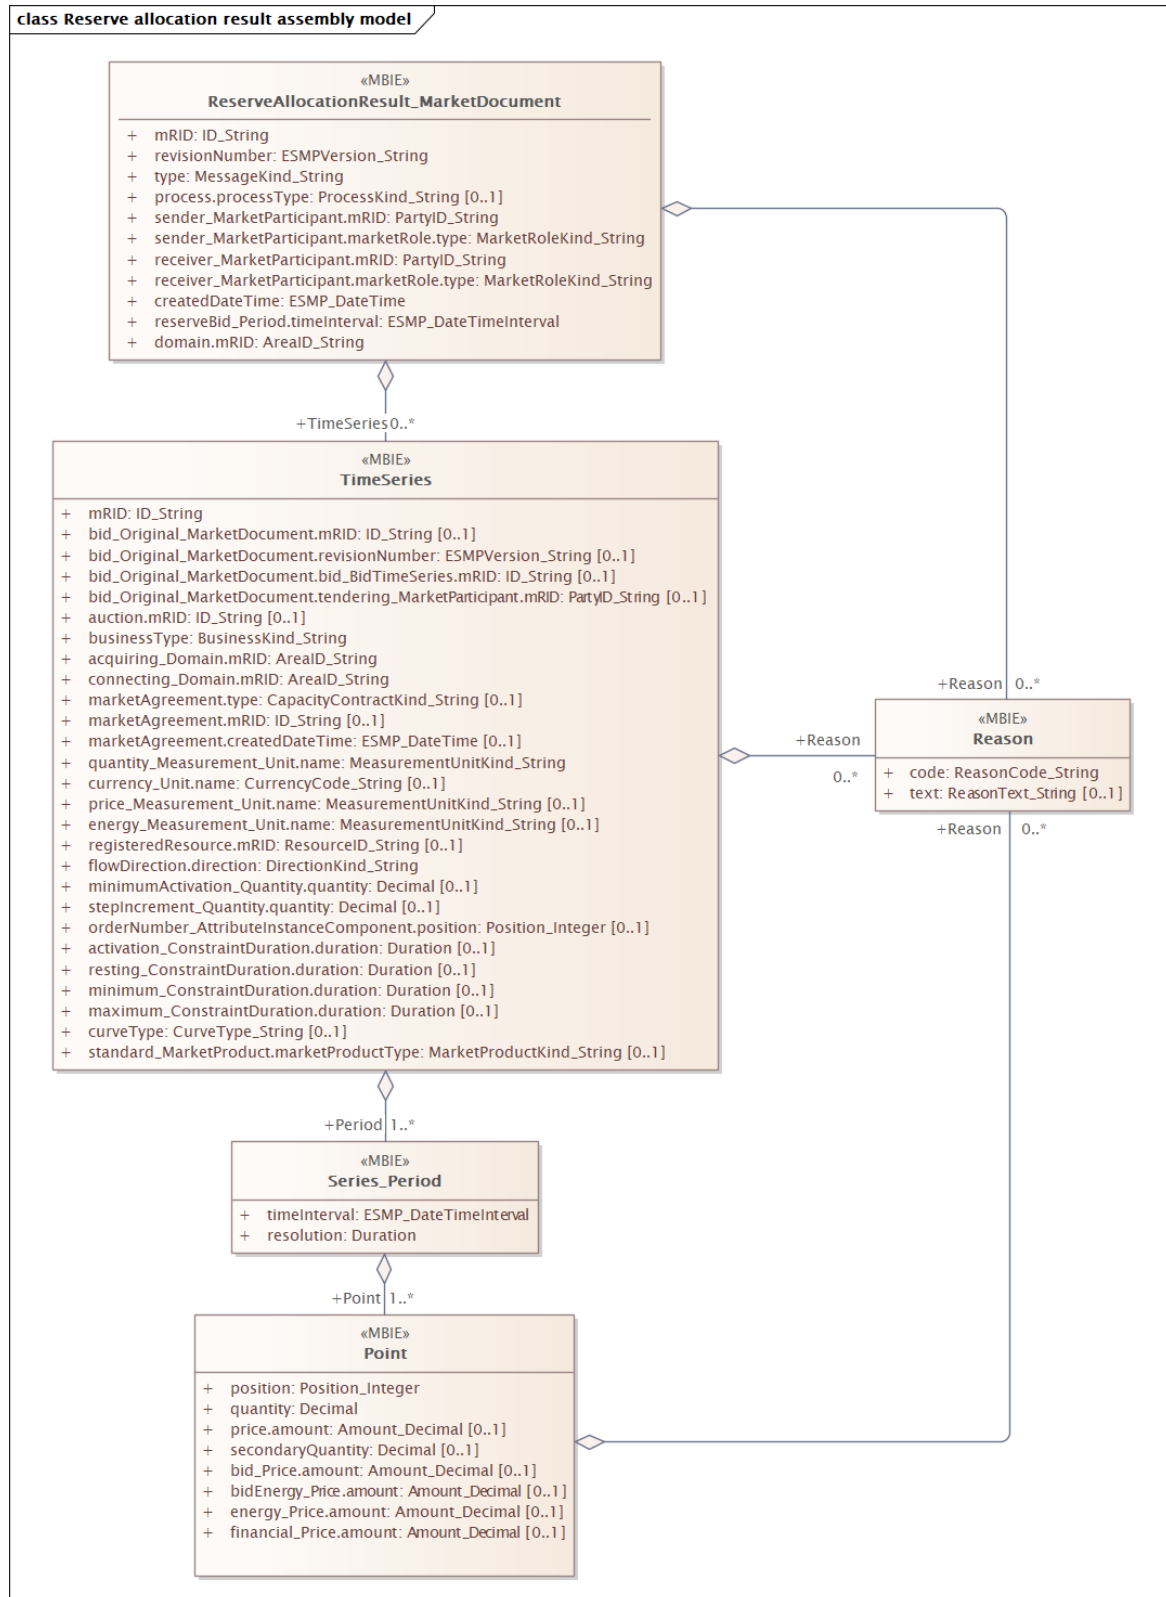 class Reserve allocation result assembly model
«MBIE»
ReserveAllocationResult_MarketDocument
+ mRID: ID_String
+ revisionNumber: ESMPVersion_String
+ type: MessageKind_String
+ process.processType: ProcessKind_String [0..1]
+ sender_MarketParticipant.mRID: PartyID_String
+ sender_MarketParticipant.marketRole.type: MarketRoleKind_String
+ receiver_MarketParticipant.mRID: PartyID_String
+ receiver_MarketParticipant.marketRole.type: MarketRoleKind_String
+ createdDateTime: ESMP_DateTime
+ reserveBid_Period.timeInterval: ESMP_DateTimeInterval
+ domain.mRID: AreaID_String
+TimeSeries 0..*
«MBIE»
TimeSeries
+ mRID: ID_String
+ bid_Original_MarketDocument.mRID: ID_String [0..1]
+ bid_Original_MarketDocument.revisionNumber: ESMPVersion_String [0..1]
+ bid_Original_MarketDocument.bid_BidTimeSeries.mRID: ID_String [0..1]
+ bid_Original_MarketDocument.tendering_MarketParticipant.mRID: PartyID_String [0..1]
+ auction.mRID: ID_String [0..1]
+ businessType: BusinessKind_String
+ acquiring_Domain.mRID: AreaID_String
+ connecting_Domain.mRID: AreaID_String
+ marketAgreement.type: CapacityContractKind_String [0..1]
+ marketAgreement.mRID: ID_String [0..1]
+ marketAgreement.createdDateTime: ESMP_DateTime [0..1]
+ quantity_Measurement_Unit.name: MeasurementUnitKind_String
+ currency_Unit.name: CurrencyCode_String [0..1]
+ price_Measurement_Unit.name: MeasurementUnitKind_String [0..1]
+ energy_Measurement_Unit.name: MeasurementUnitKind_String [0..1]
+ registeredResource.mRID: ResourceID_String [0..1]
+ flowDirection.direction: DirectionKind_String
+ minimumActivation_Quantity.quantity: Decimal [0..1]
+ stepIncrement_Quantity.quantity: Decimal [0..1]
+ orderNumber_AttributeInstanceComponent.position: Position_Integer [0..1]
+ activation_ConstraintDuration.duration: Duration [0..1]
+ resting_ConstraintDuration.duration: Duration [0..1]
+ minimum_ConstraintDuration.duration: Duration [0..1]
+ maximum_ConstraintDuration.duration: Duration [0..1]
+ curveType: CurveType_String [0..1]
+ standard_MarketProduct.marketProductType: MarketProductKind_String [0..1]
+Reason 0..*
+Reason
0..*
«MBIE»
Reason
+ code: ReasonCode_String
+ text: ReasonText_String [0..1]
+Reason 0..*
+Period 1..*
«MBIE»
Series_Period
+ timeInterval: ESMP_DateTimeInterval
+ resolution: Duration
+Point 1..*
«MBIE»
Point
+ position: Position_Integer
+ quantity: Decimal
+ price.amount: Amount_Decimal [0..1]
+ secondaryQuantity: Decimal [0..1]
+ bid_Price.amount: Amount_Decimal [0..1]
+ bidEnergy_Price.amount: Amount_Decimal [0..1]
+ energy_Price.amount: Amount_Decimal [0..1]
+ financial_Price.amount: Amount_Decimal [0..1]